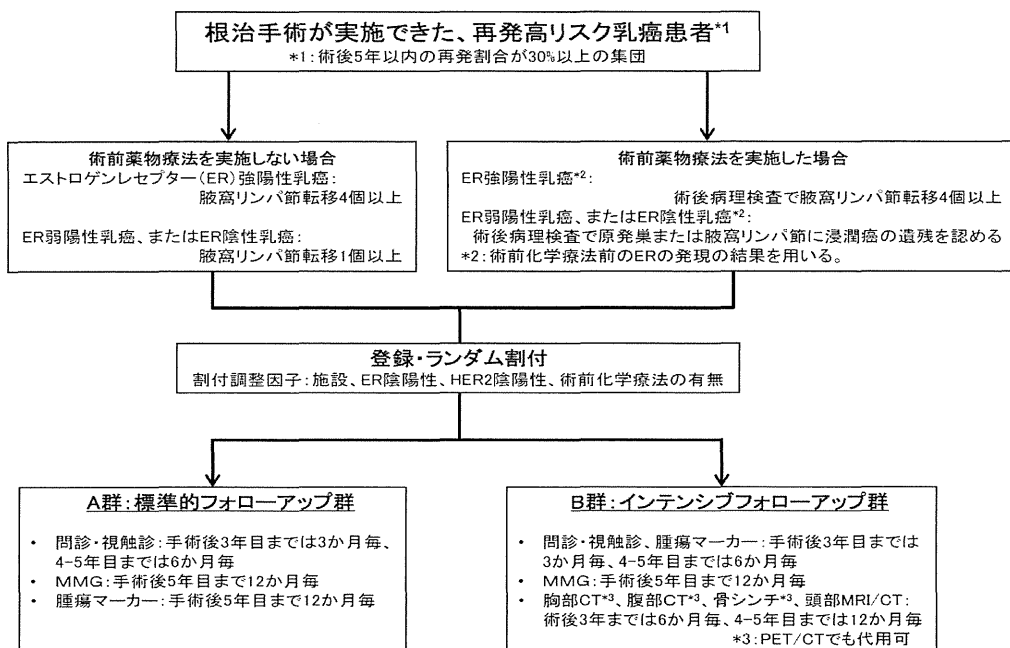 根治手術が実施できた、再発高リスク乳癌患者*1
*1:術後5年以内の再発割合が30%以上の集団
術前薬物療法を実施しない場合
エストロゲンレセプター(ER)強陽性乳癌:
腋窩リンパ節転移4個以上
ER弱陽性乳癌、またはER陰性乳癌:
腋窩リンパ節転移1個以上
術前薬物療法を実施した場合
ER強陽性乳癌*2:
術後病理検査で腋窩リンパ節転移4個以上
ER弱陽性乳癌、またはER陰性乳癌*2:
術後病理検査で原発巣または腋窩リンパ節に浸潤癌の遺残を認める
*2:術前化学療法前のERの発現の結果を用いる。
登録・ランダム割付
割付調整因子:施設、ER陰陽性、HER2陰陽性、術前化学療法の有無
A群:標準的フォローアップ群
・ 問診・視触診:手術後3年目までは3か月毎、
4-5年目までは6か月毎
・ MMG:手術後5年目まで12か月毎
・ 腫瘍マーカー:手術後5年目まで12か月毎
B群:インテンシブフォローアップ群
・ 問診・視触診、腫瘍マーカー:手術後3年目までは
3か月毎、4-5年目までは6か月毎
・ MMG:手術後5年目まで12か月毎
・ 胸部CT*3、腹部CT*3、骨シンチ*3、頭部MRI/CT:
術後3年までは6か月毎、4-5年目までは12か月毎
*3:PET/CTでも代用可